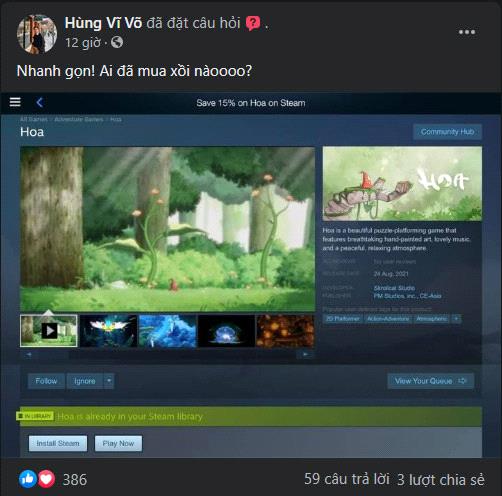 Hùng Vĩ Võ đã đặt câu hỏi .
12 giờ ·
Nhanh gọn! Ai đã mua xồi nàoooo?
Save 15% on Hoa on Steam
All Games > Adventure Games > Hoa
Hoa
Community Hub
HOA
Hoa is a beautiful puzzle-platforming game that
features breathtaking hand-painted art, lovely music,
and a peaceful, relaxing atmosphere.
ALL REVIEWS: No user reviews
RELEASE DATE: 24 Aug, 2021
DEVELOPER: Skrollcat Studio
PUBLISHER: PM Studios, inc., CE-Asia
Popular user-defined tags for this product:
2D Platformer Action-Adventure Atmospheric +
Follow Ignore View Your Queue
IN LIBRARY Hoa is already in your Steam library
Install Steam Play Now
386 59 câu trả lời 3 lượt chia sẻ